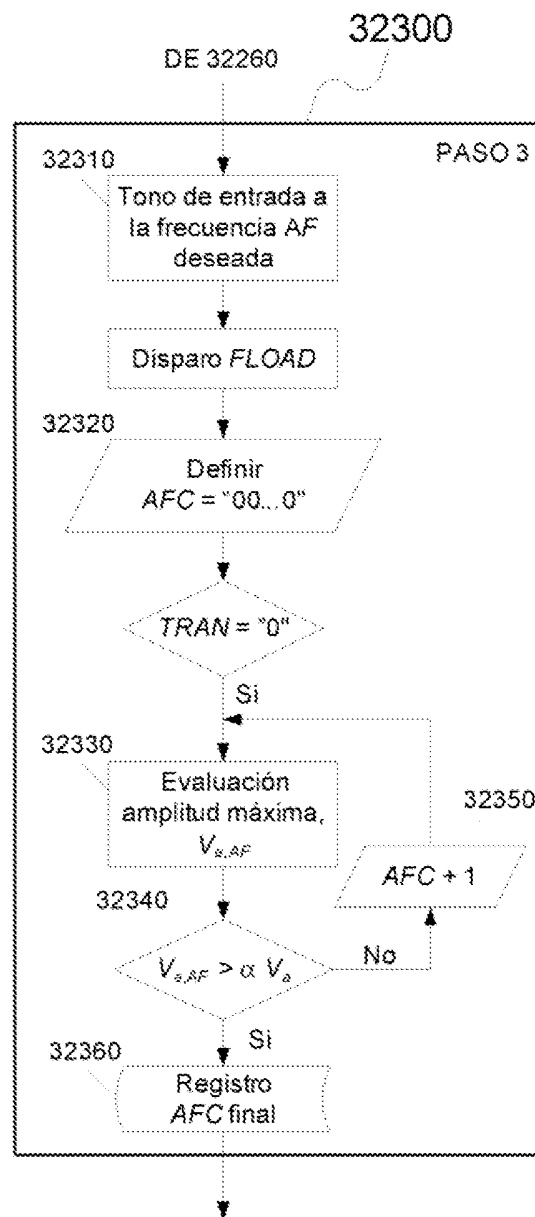 32300
DE 32260
PASO 3
32310
Tono de entrada a
la frecuencia AF
deseada
Disparo FLOAD
32320
Definir
AFC = "00...0"
TRAN = "0"
Si
32330
Evaluación
amplitud máxima,
Va,AF
32350
AFC + 1
32340
Va,AF > α Va
No
Si
32360
Registro
AFC final